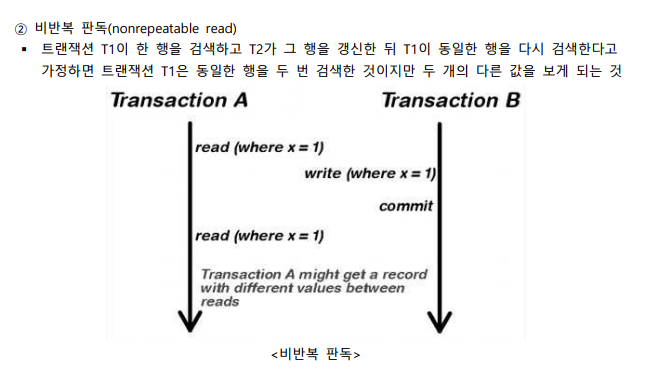 ② 비반복 판독(nonrepeatable read)
▪ 트랜잭션 T1이 한 행을 검색하고 T2가 그 행을 갱신한 뒤 T1이 동일한 행을 다시 검색한다고
가정하면 트랜잭션 T1은 동일한 행을 두 번 검색한 것이지만 두 개의 다른 값을 보게 되는 것
Transaction A Transaction B
read (where x = 1)
write (where x = 1)
commit
read (where x = 1)
Transaction A might get a record
with different values between
reads
<비반복 판독>